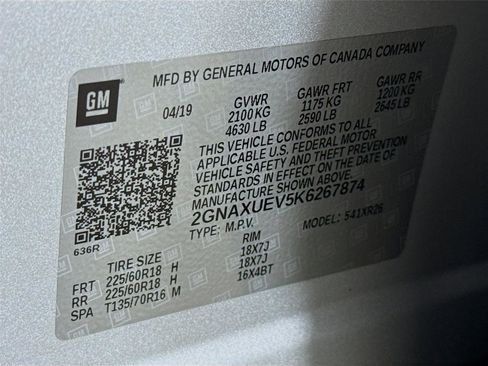 MFD BY GENERAL MOTORS OF CANADA COMPANY
GM
04/19
GVWR
2100 KG
4630 LB
GAWR FRT
1175 KG
2590 LB
GAWR RR
1200 KG
2645 LB
THIS VEHICLE CONFORMS TO ALL
APPLICABLE U.S. FEDERAL MOTOR
VEHICLE SAFETY AND THEFT PREVENTION
STANDARDS IN EFFECT ON THE DATE OF
MANUFACTURE SHOWN ABOVE.
2GNAXUEV5K6267874
TYPE: M.P.V. MODEL: 541XR26
636R
TIRE SIZE RIM
FRT 225/60R18 H 18X7J
RR 225/60R18 H 18X7J
SPA T135/70R16 M 16X4BT